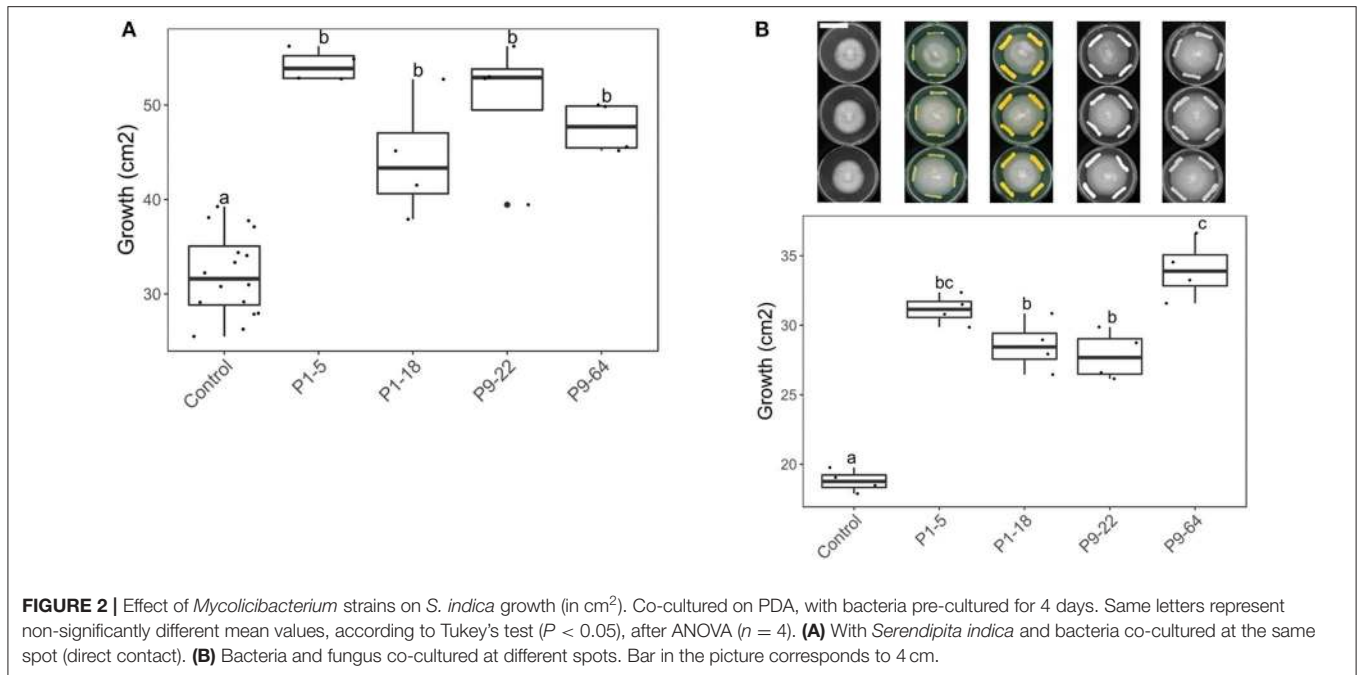 A
B
Growth (cm2)
50
40
30
a
b
b
b
b
Control
P1-5
P1-18
P9-22
P9-64
Growth (cm2)
35
30
25
20
a
bc
b
b
c
Control
P1-5
P1-18
P9-22
P9-64
FIGURE 2 | Effect of Mycolicibacterium strains on S. indica growth (in cm²). Co-cultured on PDA, with bacteria pre-cultured for 4 days. Same letters represent
non-significantly different mean values, according to Tukey's test (P < 0.05), after ANOVA (n = 4). (A) With Serendipita indica and bacteria co-cultured at the same
spot (direct contact). (B) Bacteria and fungus co-cultured at different spots. Bar in the picture corresponds to 4 cm.